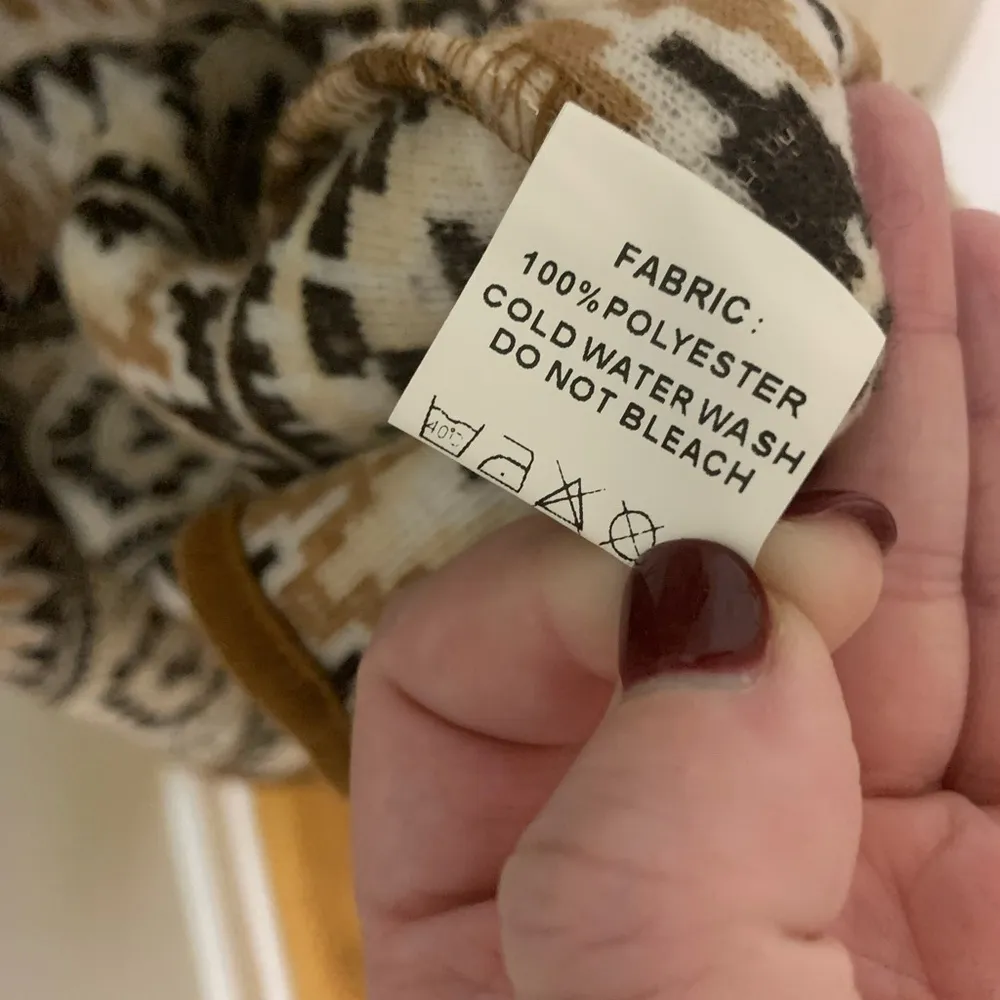 FABRIC:
100%POLYESTER
COLD WATER WASH
DO NOT BLEACH
40°C